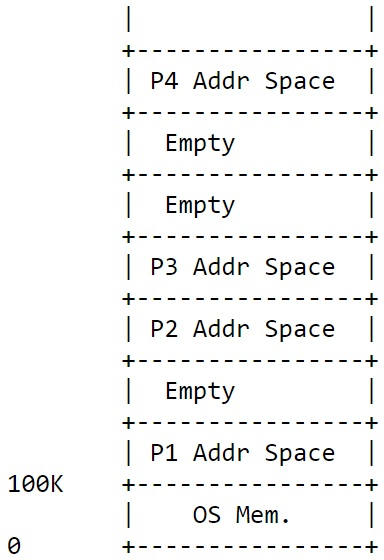 |                |
+----------------+
| P4 Addr Space  |
+----------------+
|  Empty         |
+----------------+
|  Empty         |
+----------------+
| P3 Addr Space  |
+----------------+
| P2 Addr Space  |
+----------------+
|  Empty         |
+----------------+
| P1 Addr Space  |
100K    +----------------+
|    OS Mem.     |
0       +----------------+